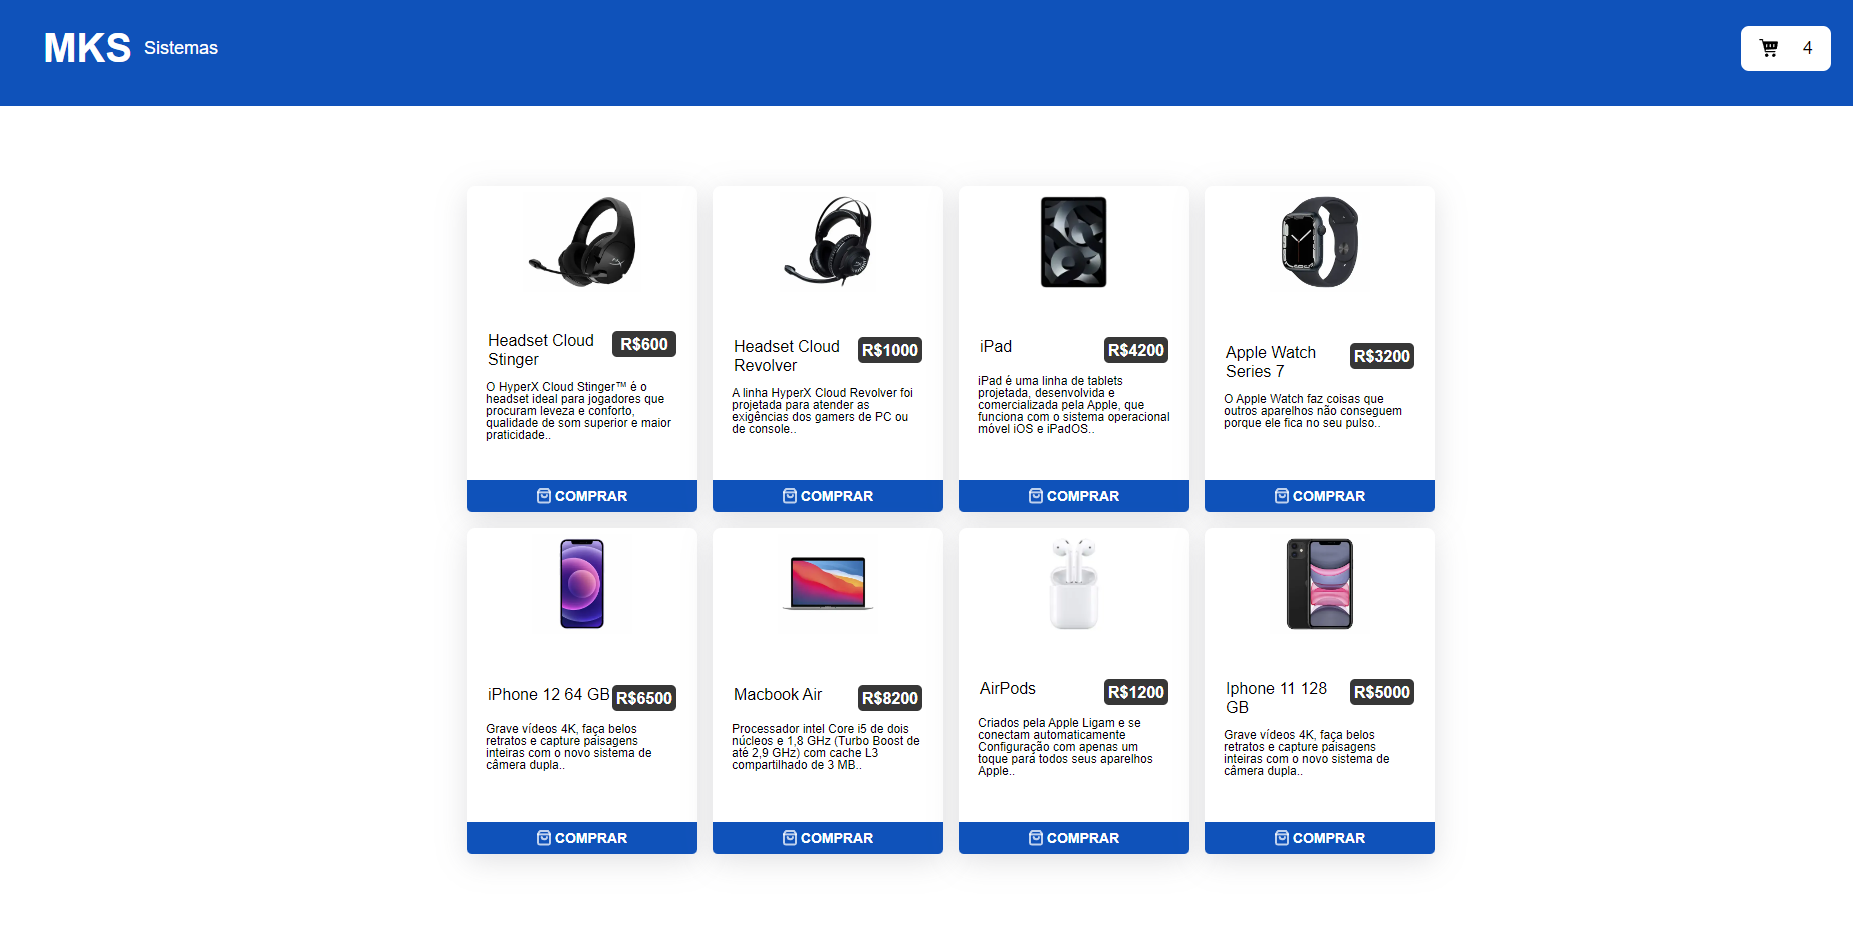 MKS Sistemas
4
Headset Cloud
Stinger
R$600
O HyperX Cloud Stinger™ é o
headset ideal para jogadores que
procuram leveza e conforto,
qualidade de som superior e maior
praticidade..
COMPRAR
Headset Cloud
Revolver
R$1000
A linha HyperX Cloud Revolver foi
projetada para atender as
exigências dos gamers de PC ou
de console..
COMPRAR
iPad
R$4200
iPad é uma linha de tablets
projetada, desenvolvida e
comercializada pela Apple, que
funciona com o sistema operacional
móvel iOS e iPadOS..
COMPRAR
Apple Watch
Series 7
R$3200
O Apple Watch faz coisas que
outros aparelhos não conseguem
porque ele fica no seu pulso..
COMPRAR
iPhone 12 64 GB
R$6500
Grave vídeos 4K, faça belos
retratos e capture paisagens
inteiras com o novo sistema de
câmera dupla..
COMPRAR
Macbook Air
R$8200
Processador intel Core i5 de dois
núcleos e 1,8 GHz (Turbo Boost de
até 2,9 GHz) com cache L3
compartilhado de 3 MB..
COMPRAR
AirPods
R$1200
Criados pela Apple Ligam e se
conectam automaticamente
Configuração com apenas um
toque para todos seus aparelhos
Apple..
COMPRAR
Iphone 11 128
GB
R$5000
Grave vídeos 4K, faça belos
retratos e capture paisagens
inteiras com o novo sistema de
câmera dupla..
COMPRAR